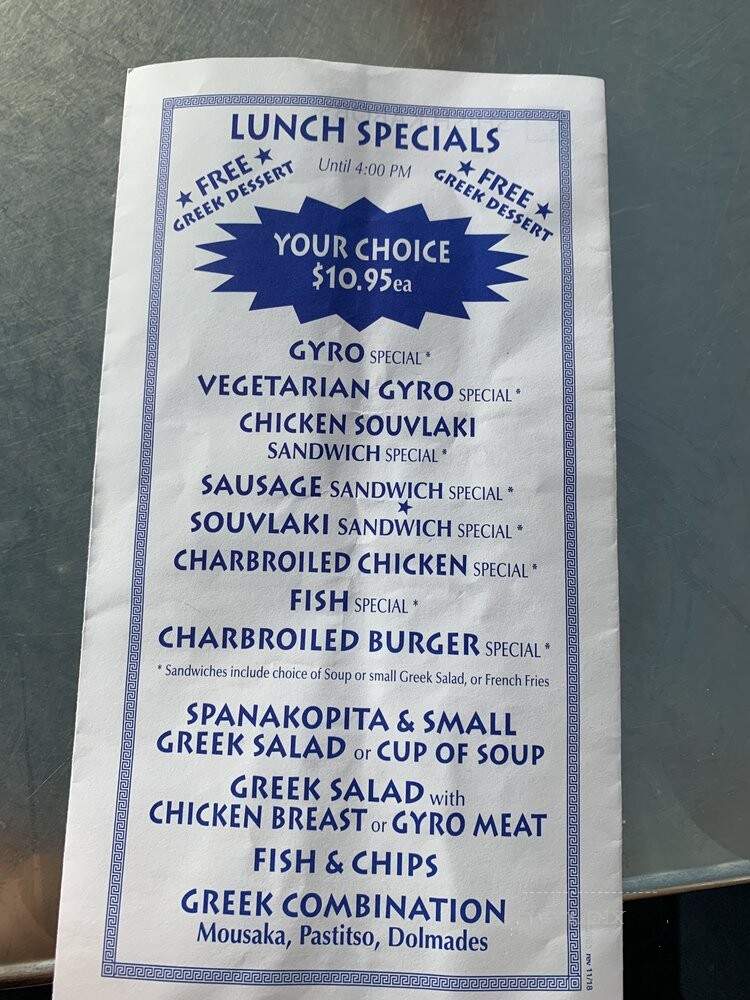 LUNCH SPECIALS
Until 4:00 PM
★ FREE ★
GREEK DESSERT
★ FREE ★
GREEK DESSERT
YOUR CHOICE
$10.95ea
GYRO SPECIAL *
VEGETARIAN GYRO SPECIAL *
CHICKEN SOUVLAKI
SANDWICH SPECIAL *
SAUSAGE SANDWICH SPECIAL *
SOUVLAKI SANDWICH SPECIAL *
CHARBROILED CHICKEN SPECIAL *
FISH SPECIAL *
CHARBROILED BURGER SPECIAL *
* Sandwiches include choice of Soup or small Greek Salad, or French Fries
SPANAKOPITA & SMALL
GREEK SALAD or CUP OF SOUP
GREEK SALAD with
CHICKEN BREAST or GYRO MEAT
FISH & CHIPS
GREEK COMBINATION
Mousaka, Pastitso, Dolmades
rev 11/18